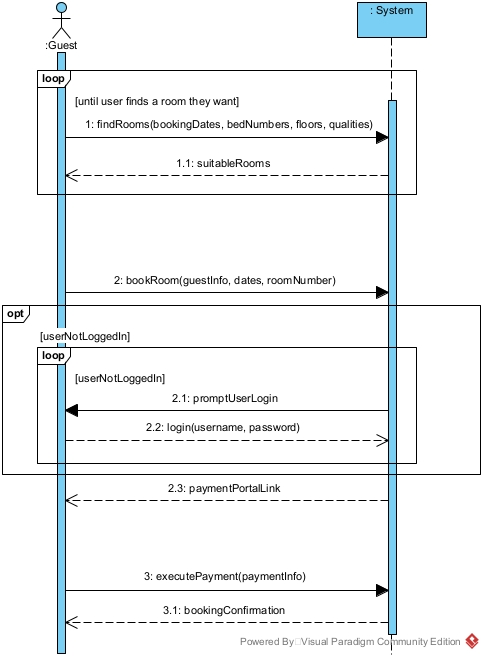 :Guest
: System
loop
[until user finds a room they want]
1: findRooms(bookingDates, bedNumbers, floors, qualities)
1.1: suitableRooms
2: bookRoom(guestInfo, dates, roomNumber)
opt
[userNotLoggedIn]
loop
[userNotLoggedIn]
2.1: promptUserLogin
2.2: login(username, password)
2.3: paymentPortalLink
3: executePayment(paymentInfo)
3.1: bookingConfirmation
Powered By Visual Paradigm Community Edition